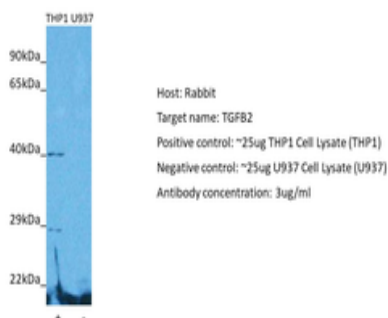 THP1 U937
90kDa_
65kDa_
40kDa_
29kDa_
22kDa_
+ -
Host: Rabbit
Target name: TGFB2
Positive control: ~25ug THP1 Cell Lysate (THP1)
Negative control: ~25ug U937 Cell Lysate (U937)
Antibody concentration: 3ug/ml